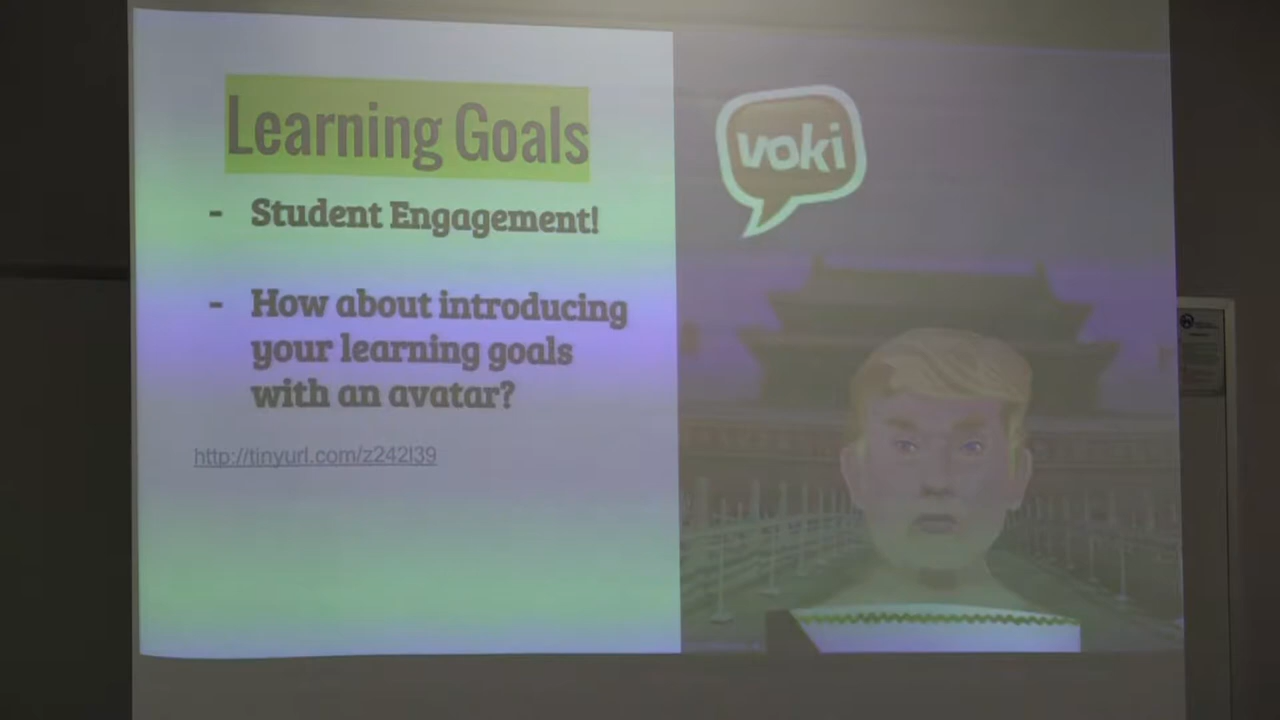 Learning Goals
- Student Engagement!
- How about introducing
your learning goals
with an avatar?
http://tinyurl.com/z242l39
voki